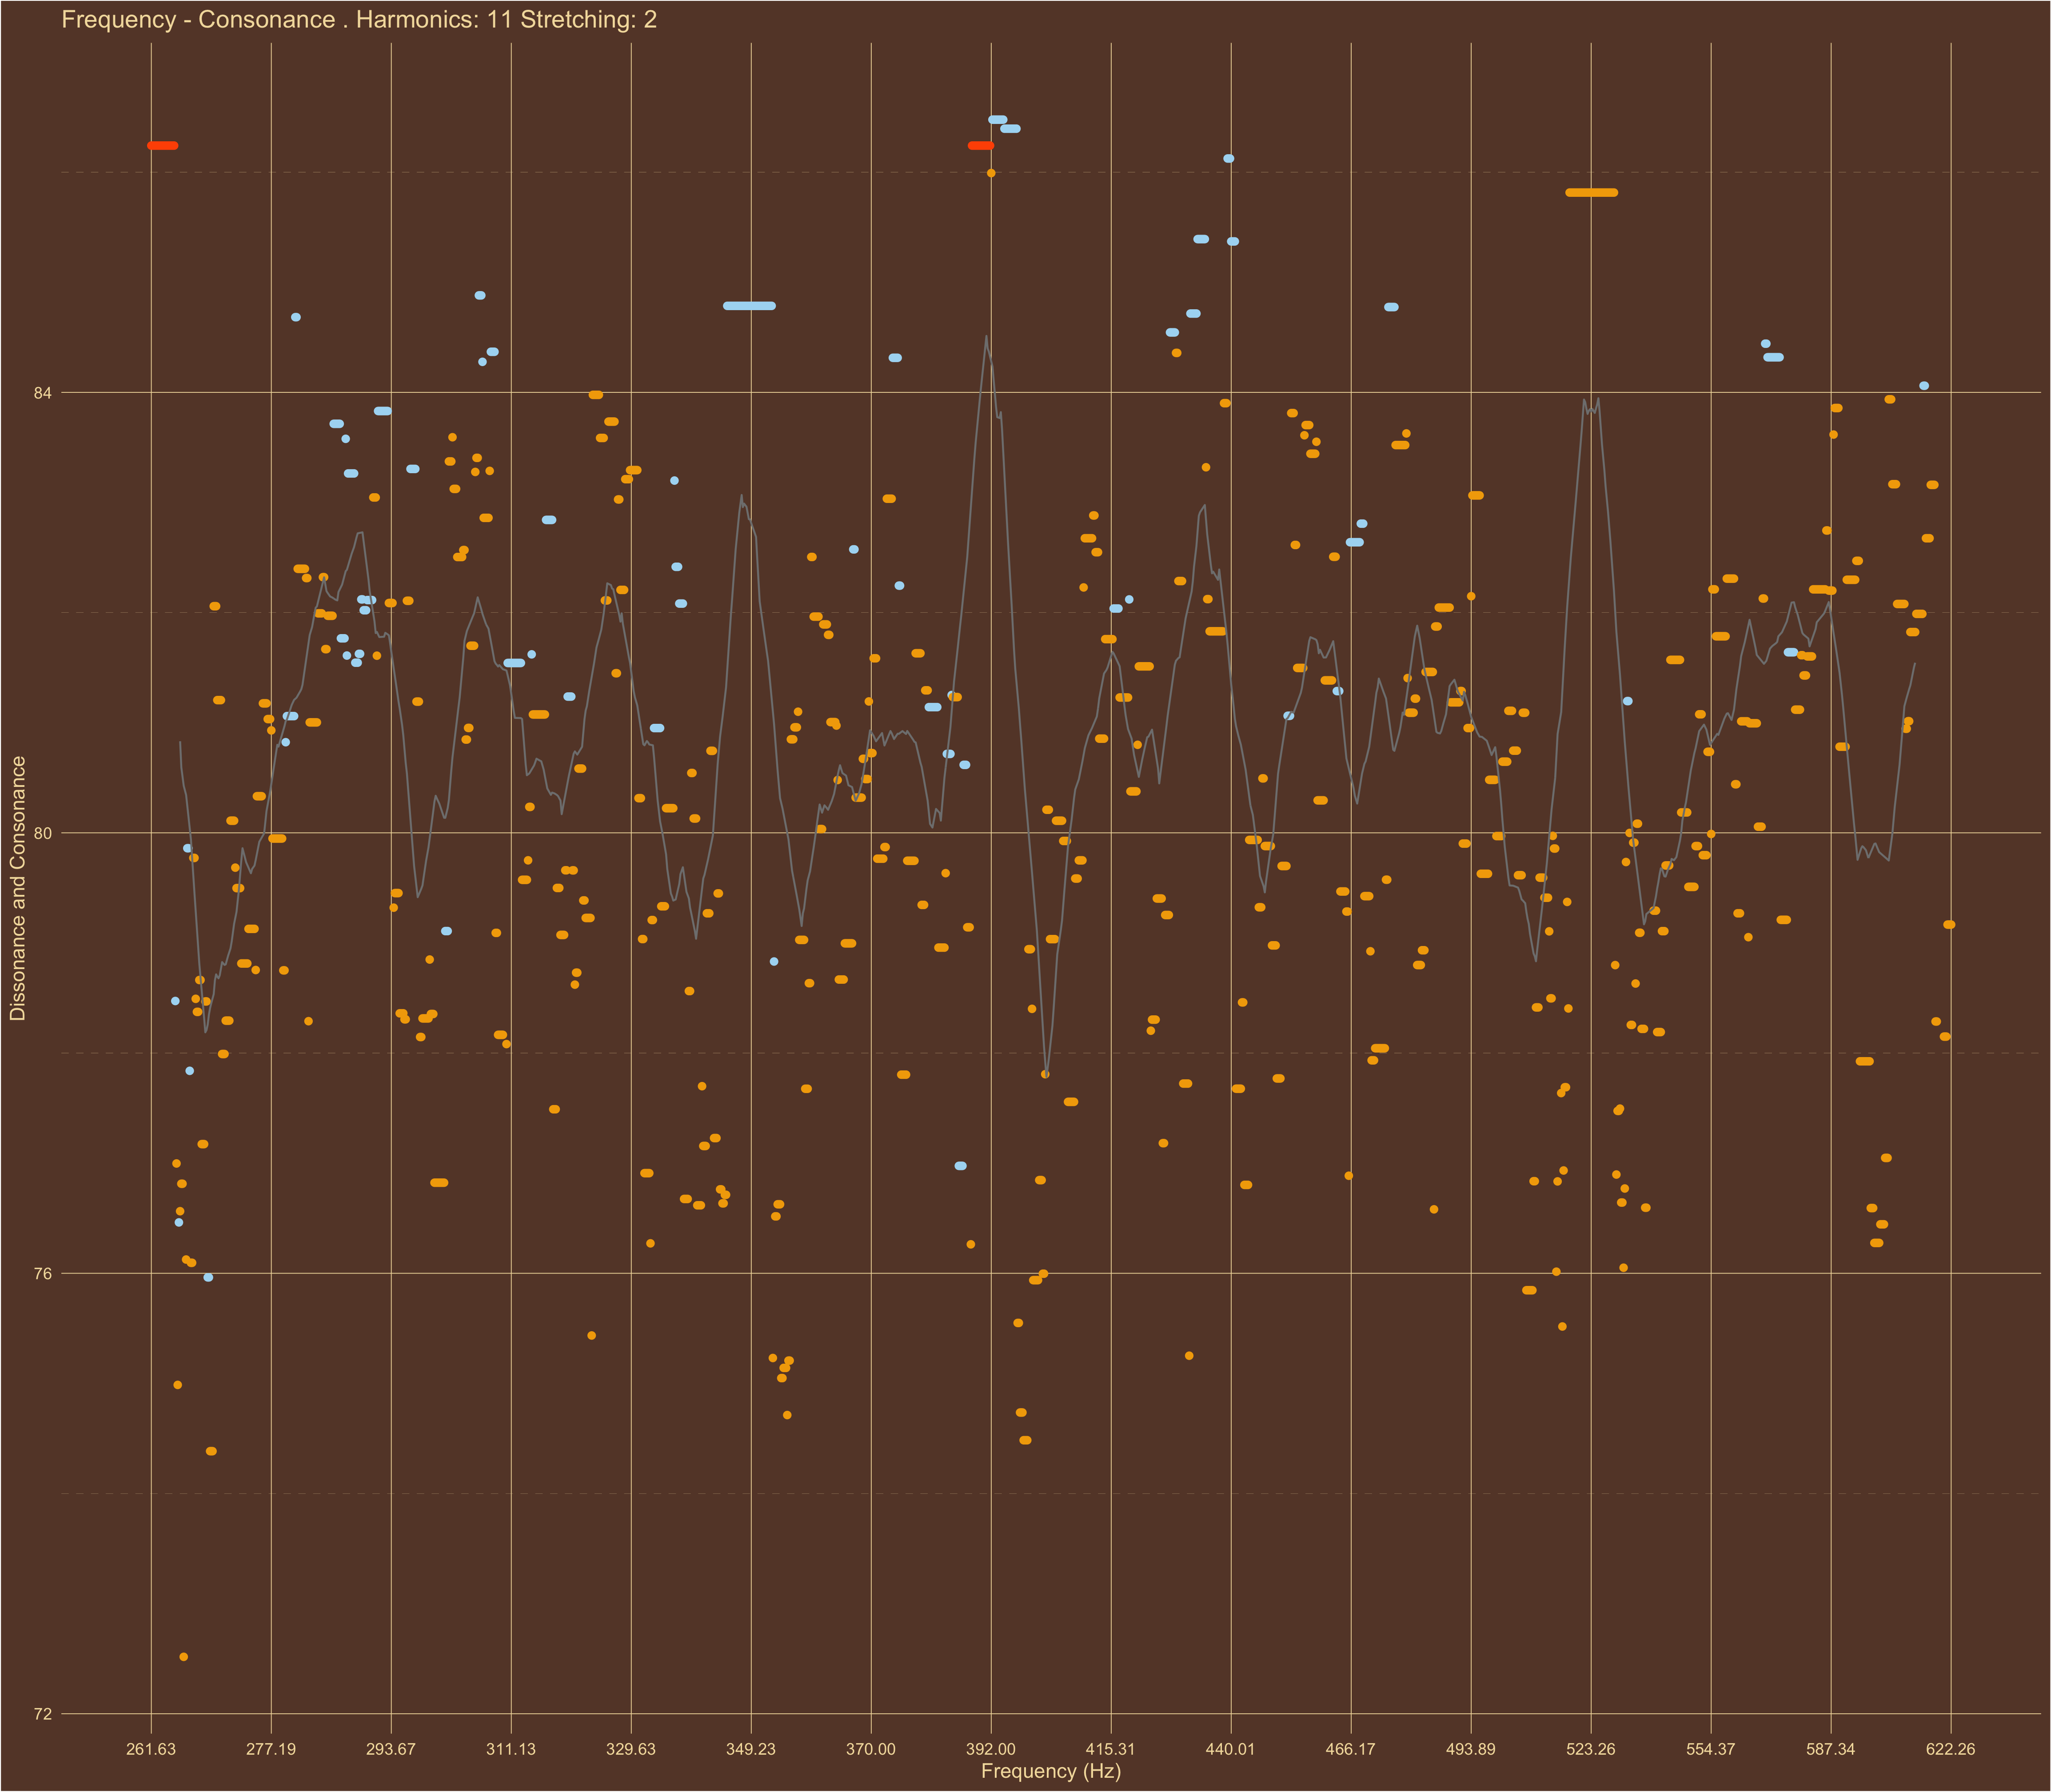 Frequency - Consonance . Harmonics: 11 Stretching: 2
Dissonance and Consonance
84
80
76
72
261.63 277.19 293.67 311.13 329.63 349.23 370.00 392.00 415.31 440.01 466.17 493.89 523.26 554.37 587.34 622.26
Frequency (Hz)